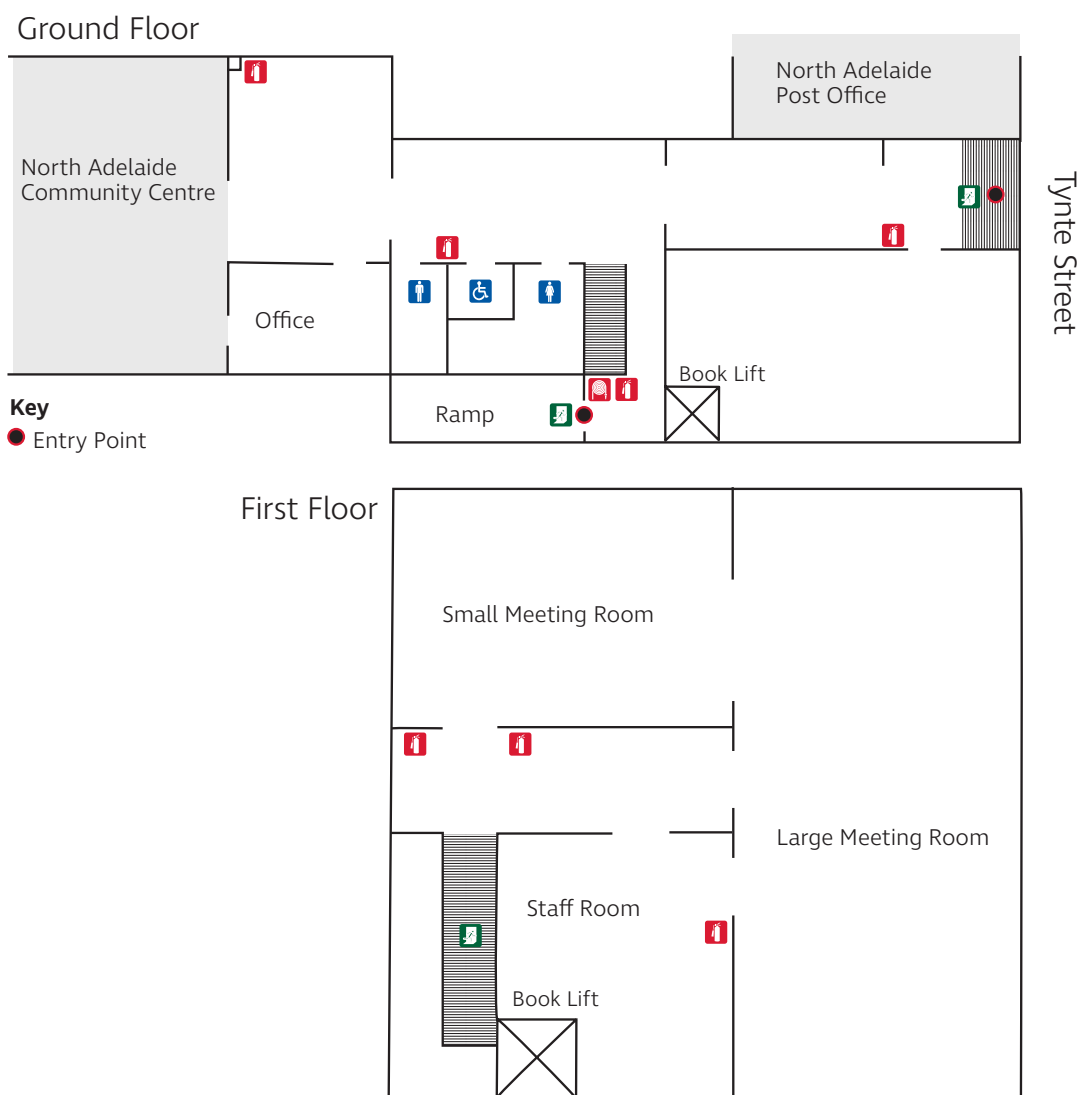 Ground Floor
North Adelaide
Post Office
North Adelaide
Community Centre
Tynte Street
Office
Book Lift
Ramp
Key
Entry Point
First Floor
Small Meeting Room
Large Meeting Room
Staff Room
Book Lift